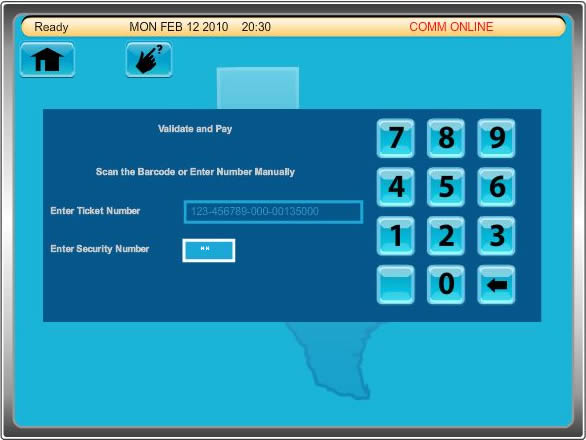 Ready MON FEB 12 2010 20:30 COMM ONLINE
?
Validate and Pay
Scan the Barcode or Enter Number Manually
Enter Ticket Number 123-456789-000-00135000
Enter Security Number **
7 8 9
4 5 6
1 2 3
0